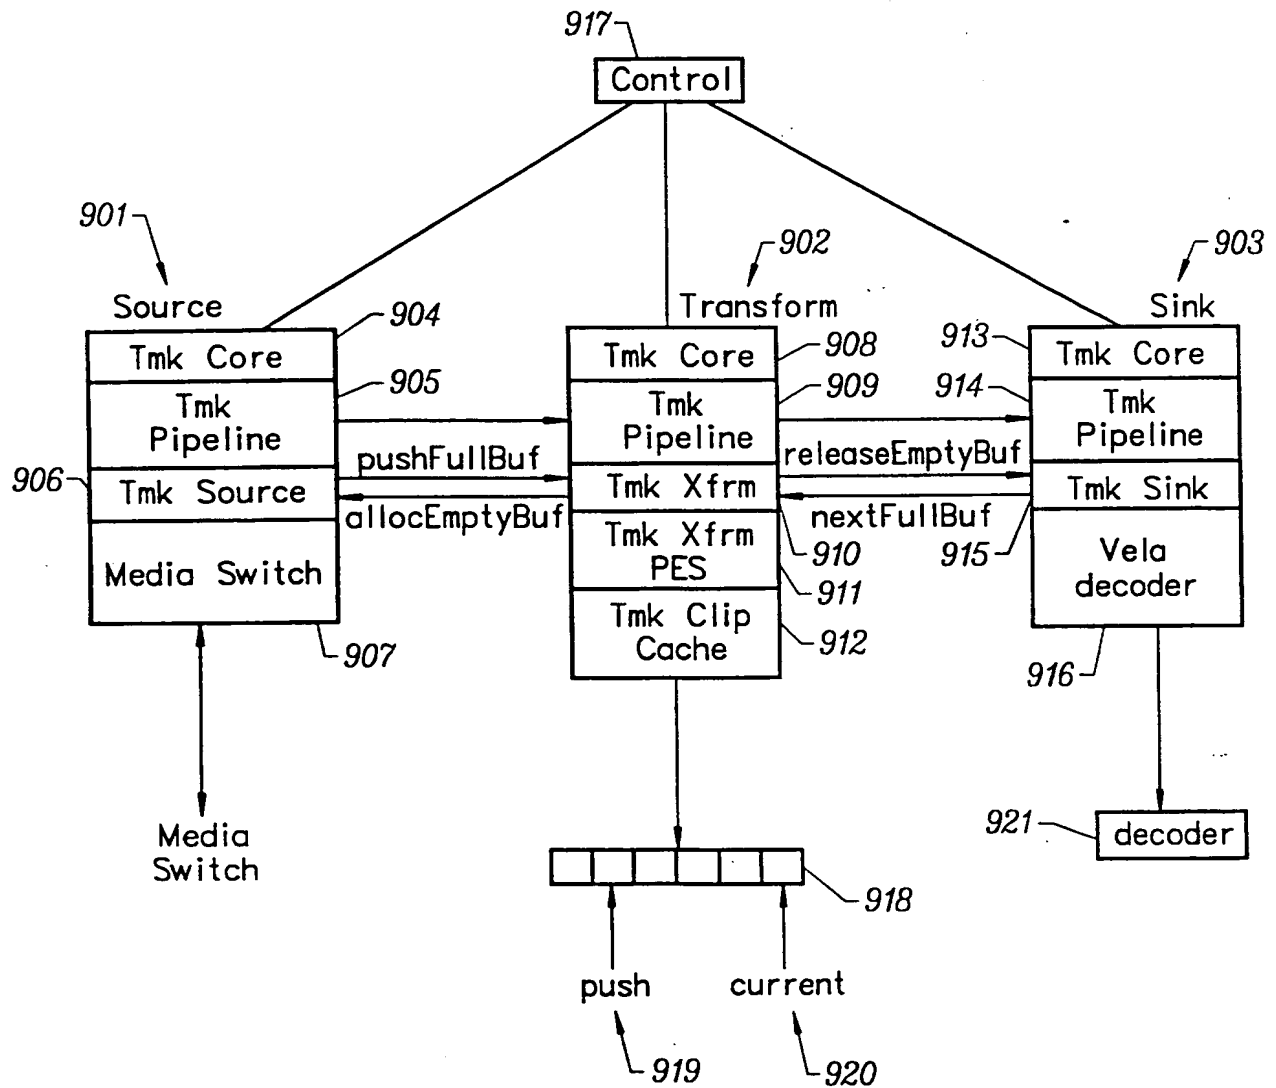 917
Control
901
902
903
Source
Transform
Sink
904
908
913
Tmk Core
Tmk Core
Tmk Core
905
909
914
Tmk
Pipeline
Tmk
Pipeline
Tmk
Pipeline
pushFullBuf
releaseEmptyBuf
906
Tmk Source
Tmk Xfrm
Tmk Sink
allocEmptyBuf
nextFullBuf
910
915
Media Switch
Tmk Xfrm
PES
Vela
decoder
911
907
Tmk Clip
Cache
912
916
Media
Switch
921
decoder
918
push
current
919
920